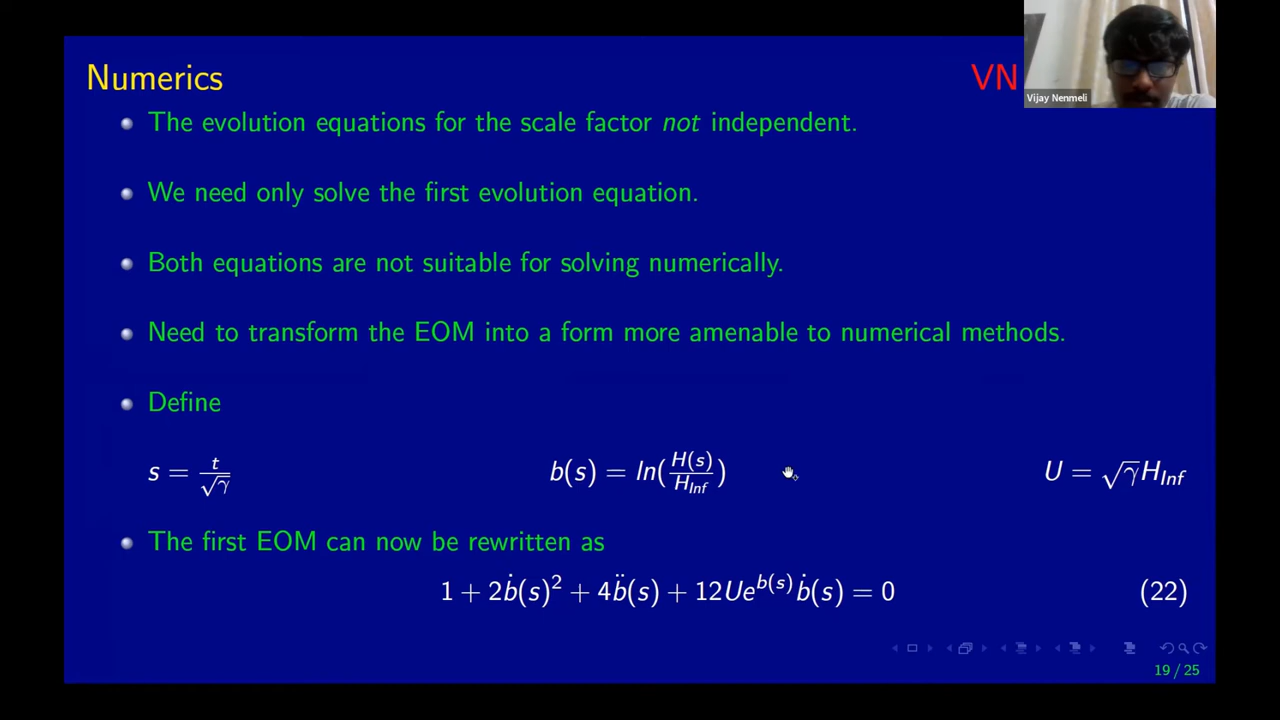 Numerics
VN
Vijay Nenmeli
The evolution equations for the scale factor not independent.
We need only solve the first evolution equation.
Both equations are not suitable for solving numerically.
Need to transform the EOM into a form more amenable to numerical methods.
Define
s = t/√γ b(s) = ln(H(s)/H_Inf) U = √γH_Inf
The first EOM can now be rewritten as
1 + 2ḃ(s)² + 4b̈(s) + 12Ue^{b(s)}ḃ(s) = 0 (22)
19 / 25